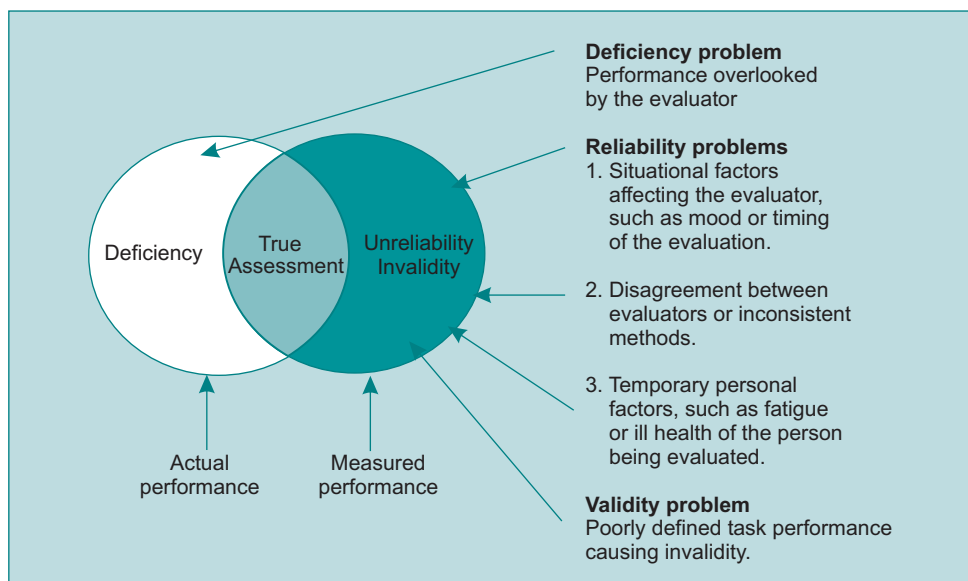 Deficiency problem
Performance overlooked
by the evaluator
Reliability problems
1. Situational factors
affecting the evaluator,
such as mood or timing
of the evaluation.
2. Disagreement between
evaluators or inconsistent
methods.
3. Temporary personal
factors, such as fatigue
or ill health of the person
being evaluated.
Validity problem
Poorly defined task performance
causing invalidity.
Deficiency
True
Assessment
Unreliability
Invalidity
Actual
performance
Measured
performance